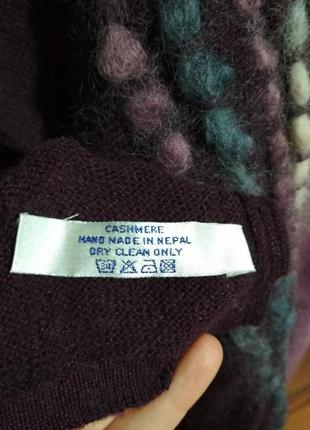 CASHMERE
HAND MADE IN NEPAL
DRY CLEAN ONLY